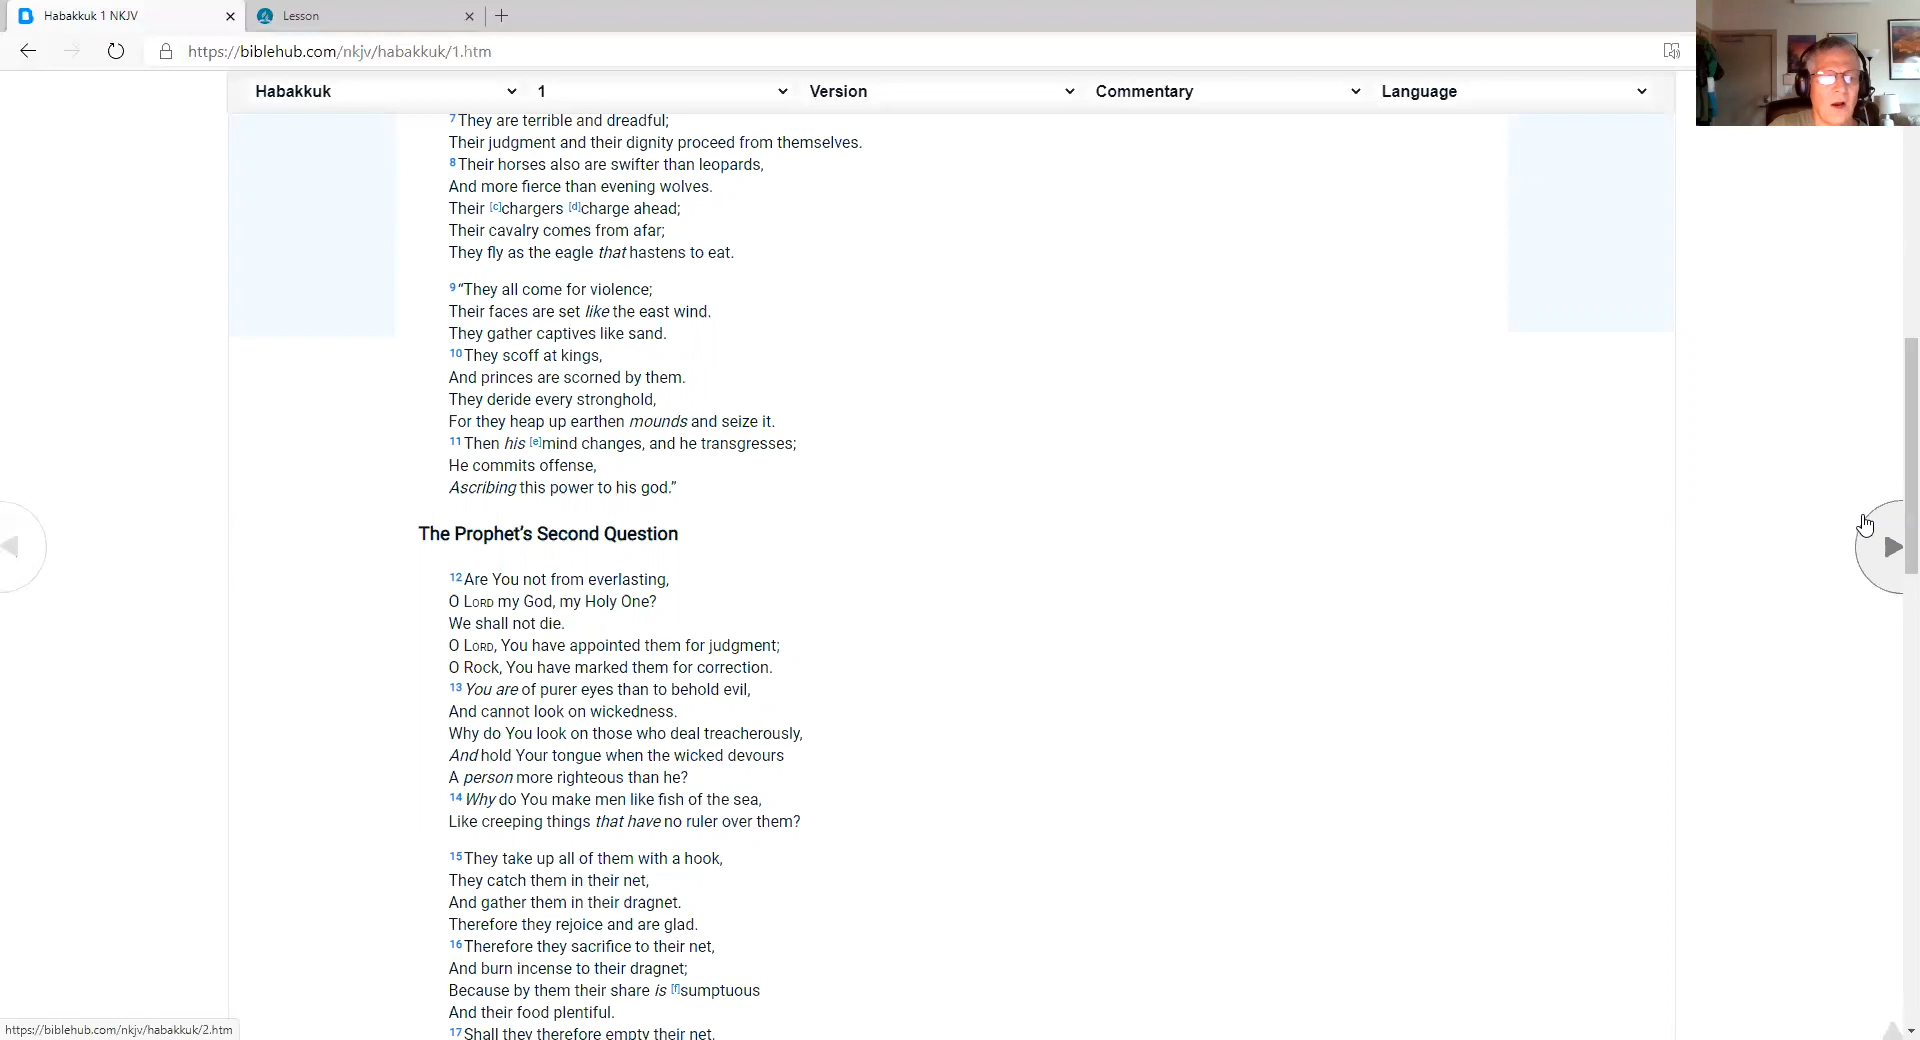 Habakkuk 1 NKJV
Lesson
https://biblehub.com/nkjv/habakkuk/1.htm
Habakkuk 1 Version Commentary Language
7 They are terrible and dreadful;
Their judgment and their dignity proceed from themselves.
8 Their horses also are swifter than leopards,
And more fierce than evening wolves.
Their [c]chargers [d]charge ahead;
Their cavalry comes from afar;
They fly as the eagle that hastens to eat.
9 “They all come for violence;
Their faces are set like the east wind.
They gather captives like sand.
10 They scoff at kings,
And princes are scorned by them.
They deride every stronghold,
For they heap up earthen mounds and seize it.
11 Then his [e]mind changes, and he transgresses;
He commits offense,
Ascribing this power to his god.”
The Prophet’s Second Question
12 Are You not from everlasting,
O LORD my God, my Holy One?
We shall not die.
O LORD, You have appointed them for judgment;
O Rock, You have marked them for correction.
13 You are of purer eyes than to behold evil,
And cannot look on wickedness.
Why do You look on those who deal treacherously,
And hold Your tongue when the wicked devours
A person more righteous than he?
14 Why do You make men like fish of the sea,
Like creeping things that have no ruler over them?
15 They take up all of them with a hook,
They catch them in their net,
And gather them in their dragnet.
Therefore they rejoice and are glad.
16 Therefore they sacrifice to their net,
And burn incense to their dragnet;
Because by them their share is [f]sumptuous
And their food plentiful.
17 Shall they therefore empty their net,
https://biblehub.com/nkjv/habakkuk/2.htm